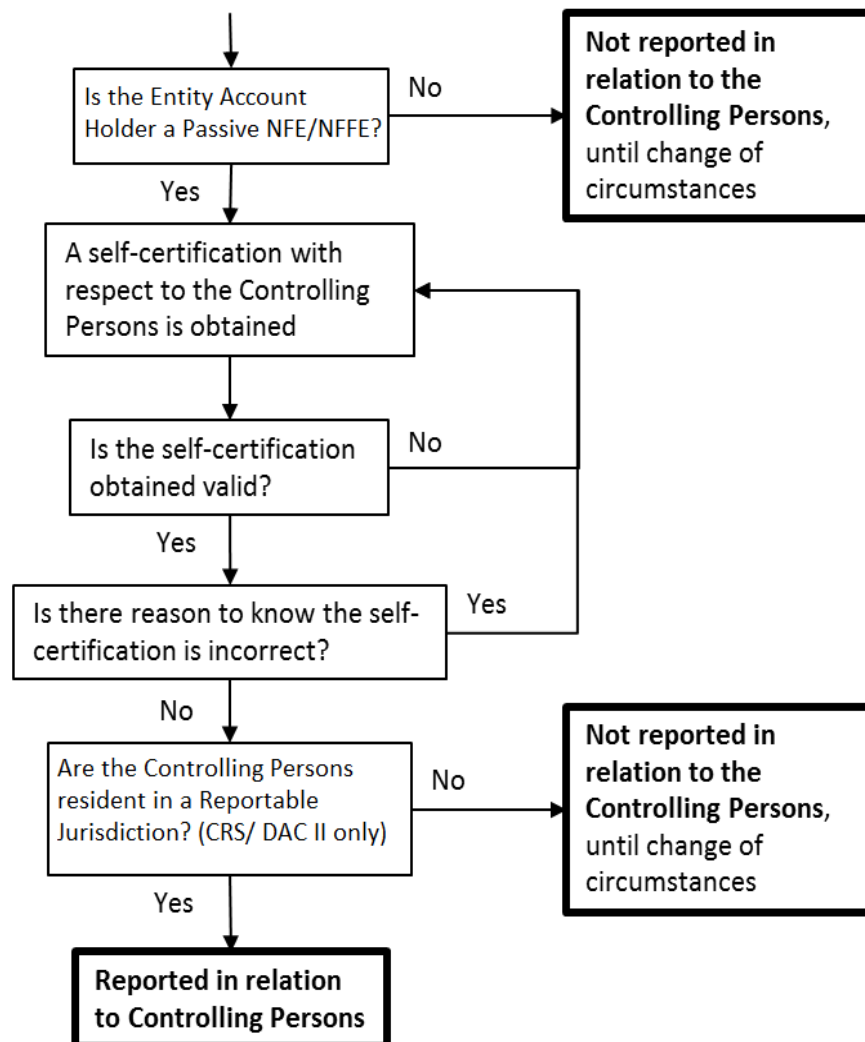 Is the Entity Account
Holder a Passive NFE/NFFE?
No
Not reported in
relation to the
Controlling Persons,
until change of
circumstances
Yes
A self-certification with
respect to the Controlling
Persons is obtained
Is the self-certification
obtained valid?
No
Yes
Is there reason to know the self-
certification is incorrect?
Yes
No
Are the Controlling Persons
resident in a Reportable
Jurisdiction? (CRS/ DAC II only)
No
Not reported in
relation to the
Controlling Persons,
until change of
circumstances
Yes
Reported in relation
to Controlling Persons